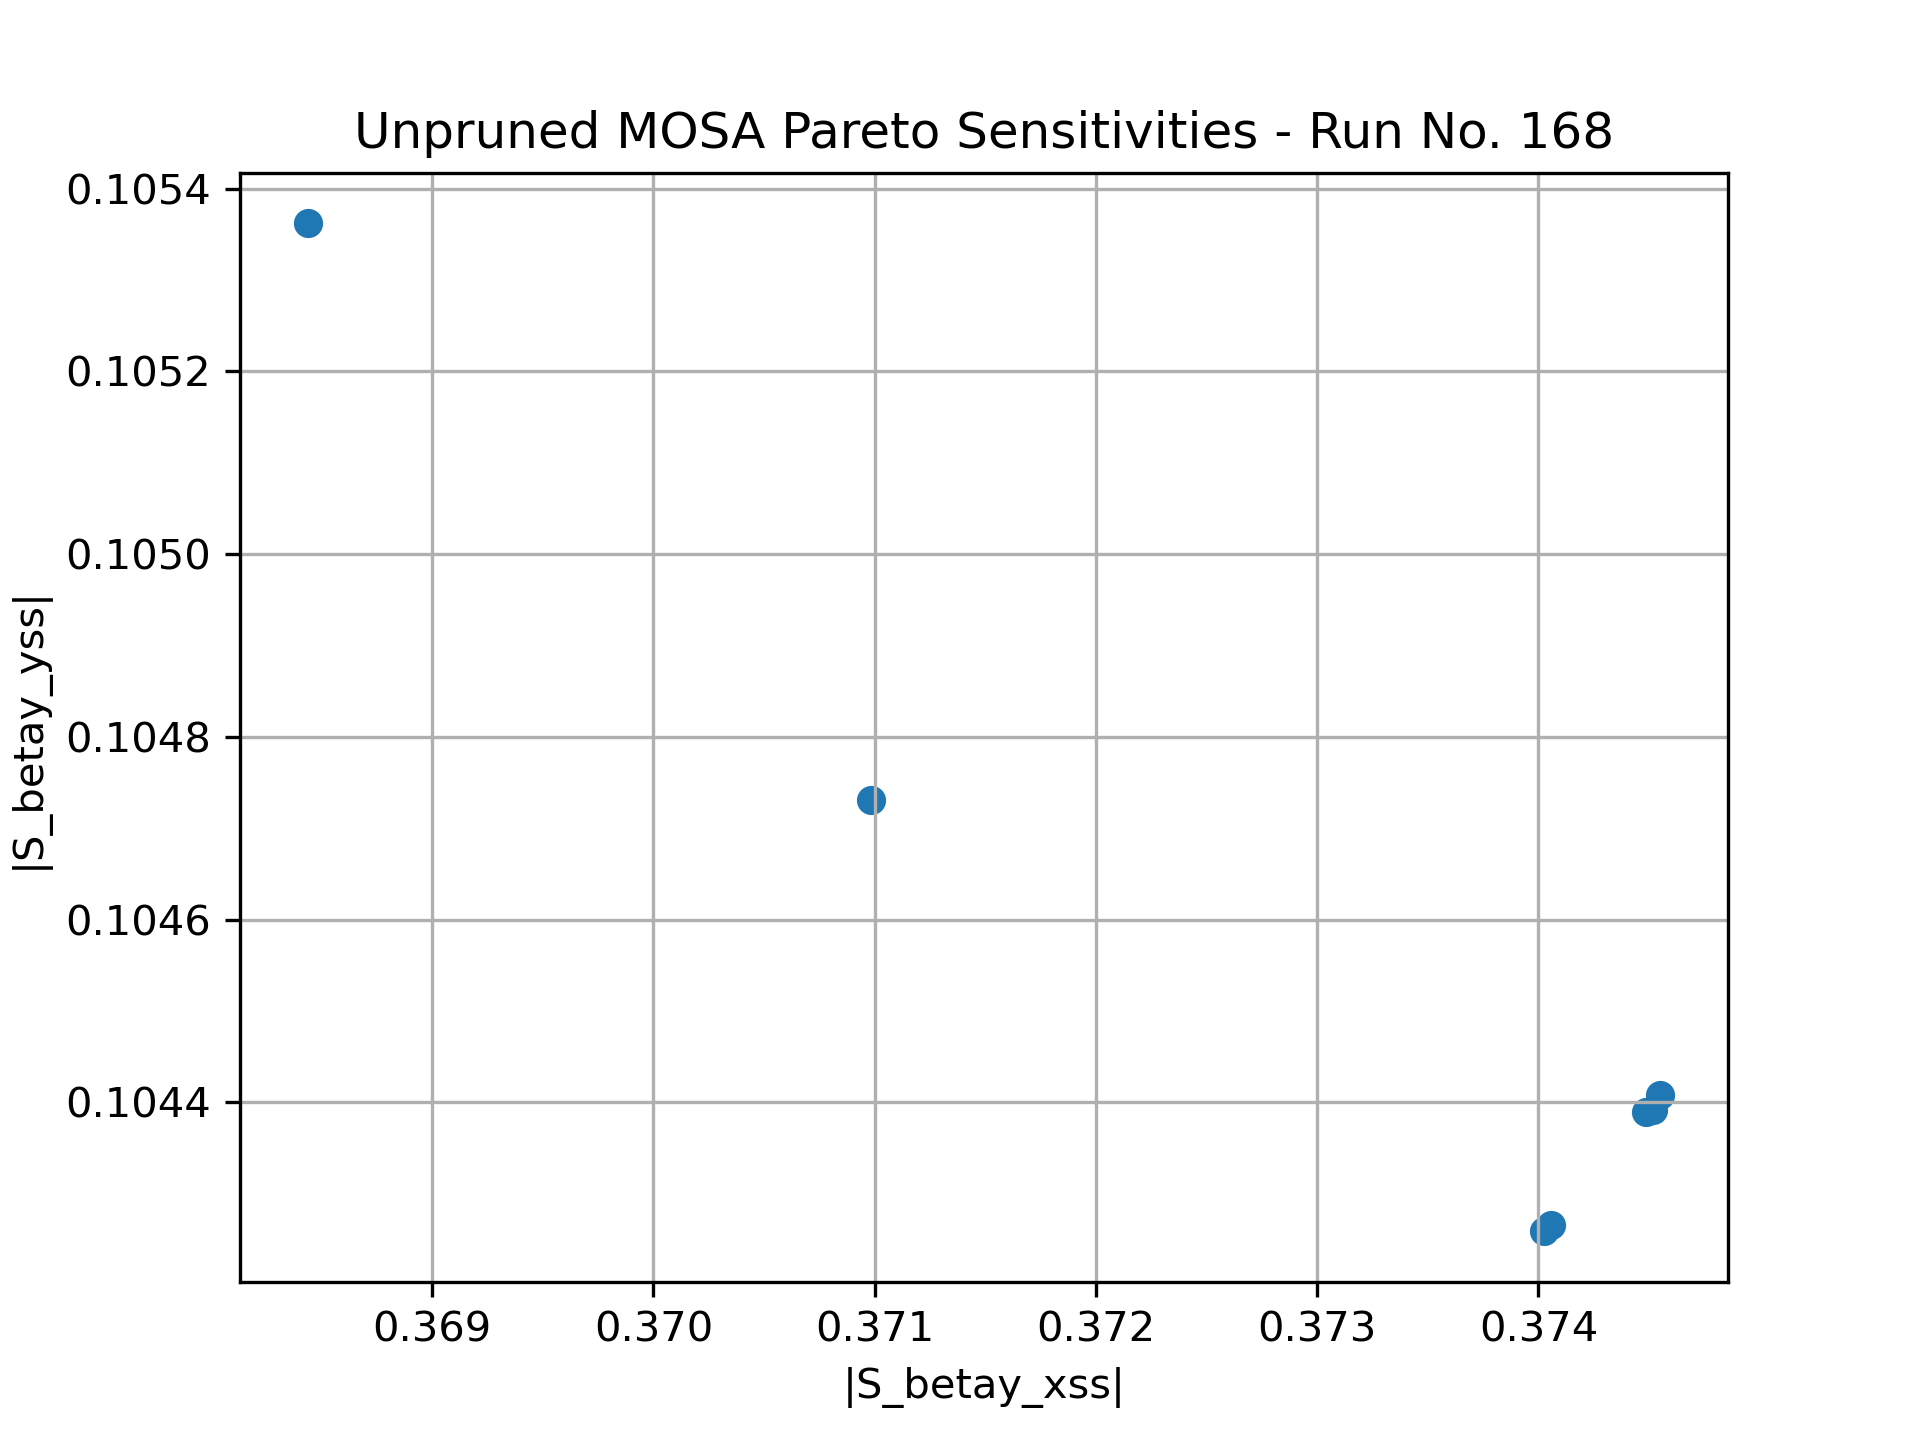 Unpruned MOSA Pareto Sensitivities - Run No. 168
0.1054
0.1052
0.1050
0.1048
0.1046
0.1044
|S_betay_yss|
0.369 0.370 0.371 0.372 0.373 0.374
|S_betay_xss|